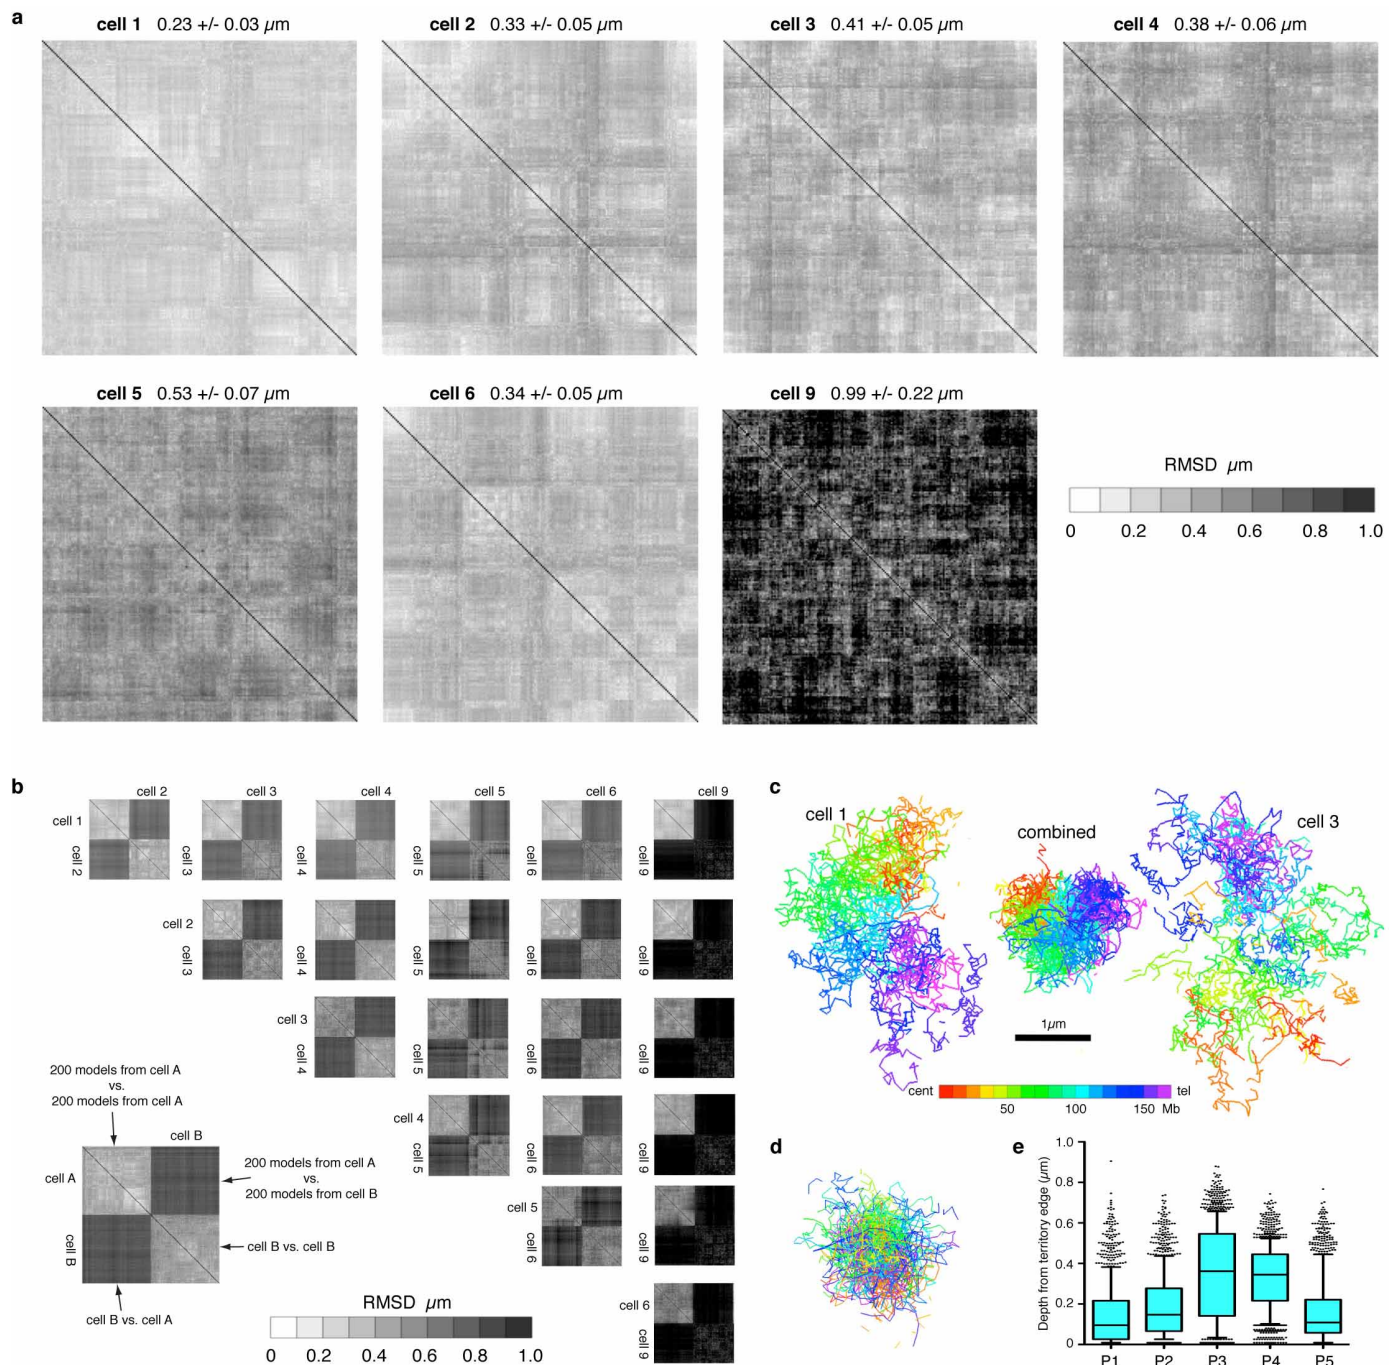 a
cell 1 0.23 +/- 0.03 µm
cell 2 0.33 +/- 0.05 µm
cell 3 0.41 +/- 0.05 µm
cell 4 0.38 +/- 0.06 µm
cell 5 0.53 +/- 0.07 µm
cell 6 0.34 +/- 0.05 µm
cell 9 0.99 +/- 0.22 µm
RMSD µm
0 0.2 0.4 0.6 0.8 1.0
b
cell 2 cell 3 cell 4 cell 5 cell 6 cell 9
cell 1
cell 2 cell 3 cell 4 cell 5 cell 6 cell 9
cell 2
cell 3 cell 4 cell 5 cell 6 cell 9
cell 3
cell 4 cell 5 cell 6 cell 9
cell 4
cell 5 cell 6 cell 9
cell 5
cell 6 cell 9
cell 6
cell 9
200 models from cell A
vs.
200 models from cell A
cell B
cell A
200 models from cell A
vs.
200 models from cell B
cell B
cell B vs. cell B
cell B vs. cell A
RMSD µm
0 0.2 0.4 0.6 0.8 1.0
c
cell 1
combined
cell 3
1µm
cent tel
50 100 150 Mb
d
e
Depth from territory edge (µm)
1.0
0.8
0.6
0.4
0.2
0
P1 P2 P3 P4 P5